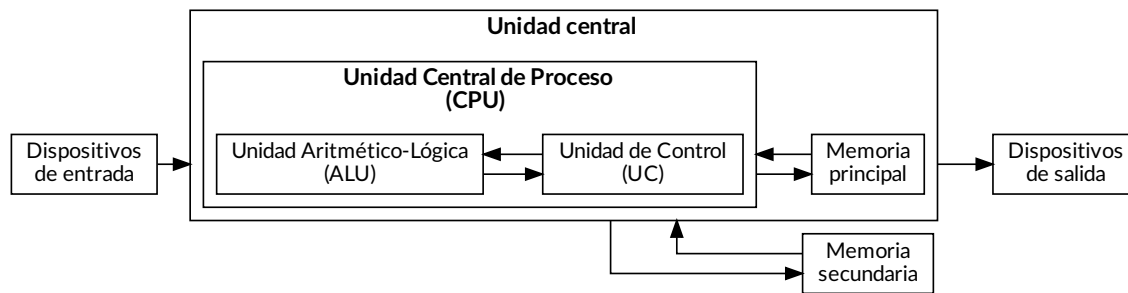 Unidad central
Unidad Central de Proceso
(CPU)
Dispositivos
de entrada
Unidad Aritmético-Lógica
(ALU)
Unidad de Control
(UC)
Memoria
principal
Dispositivos
de salida
Memoria
secundaria